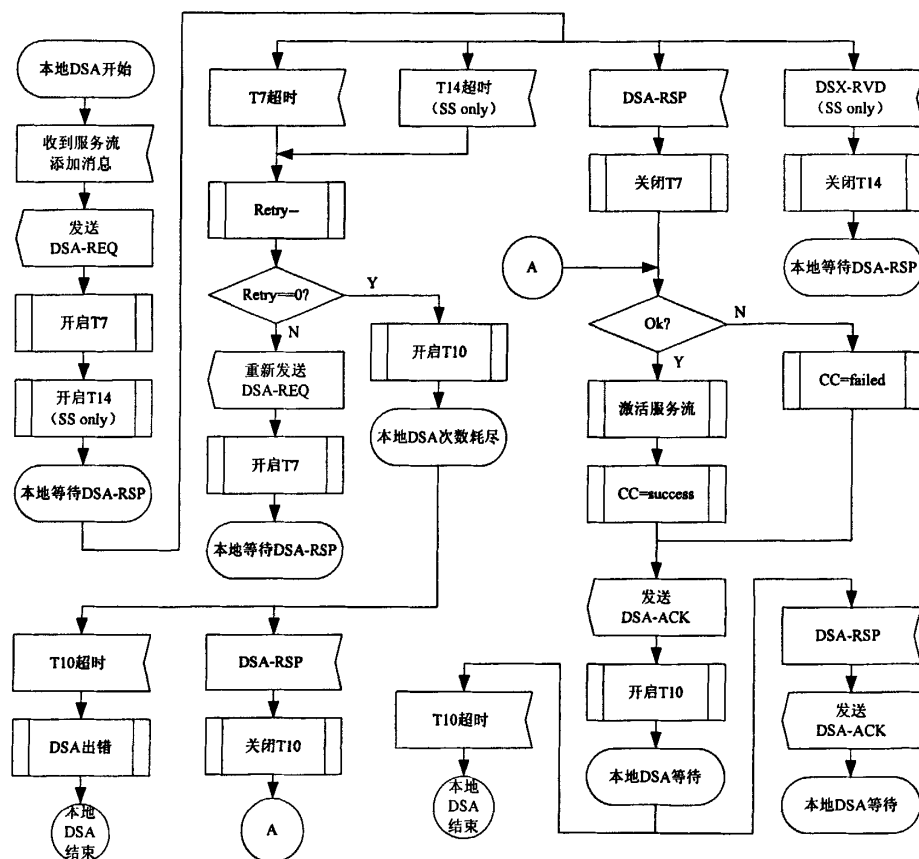 本地DSA开始
收到服务流
添加消息
发送
DSA-REQ
开启T7
开启T14
（SS only）
本地等待DSA-RSP
T7超时
T14超时
（SS only）
Retry--
Retry==0?
Y
N
重新发送
DSA-REQ
开启T7
本地等待DSA-RSP
开启T10
本地DSA次数耗尽
DSA-RSP
关闭T7
A
Ok?
N
Y
激活服务流
CC=success
CC=failed
DSX-RVD
（SS only）
关闭T14
本地等待DSA-RSP
发送
DSA-ACK
开启T10
本地DSA等待
T10超时
DSA出错
本地
DSA
结束
DSA-RSP
关闭T10
A
T10超时
本地
DSA
结束
DSA-RSP
发送
DSA-ACK
本地DSA等待